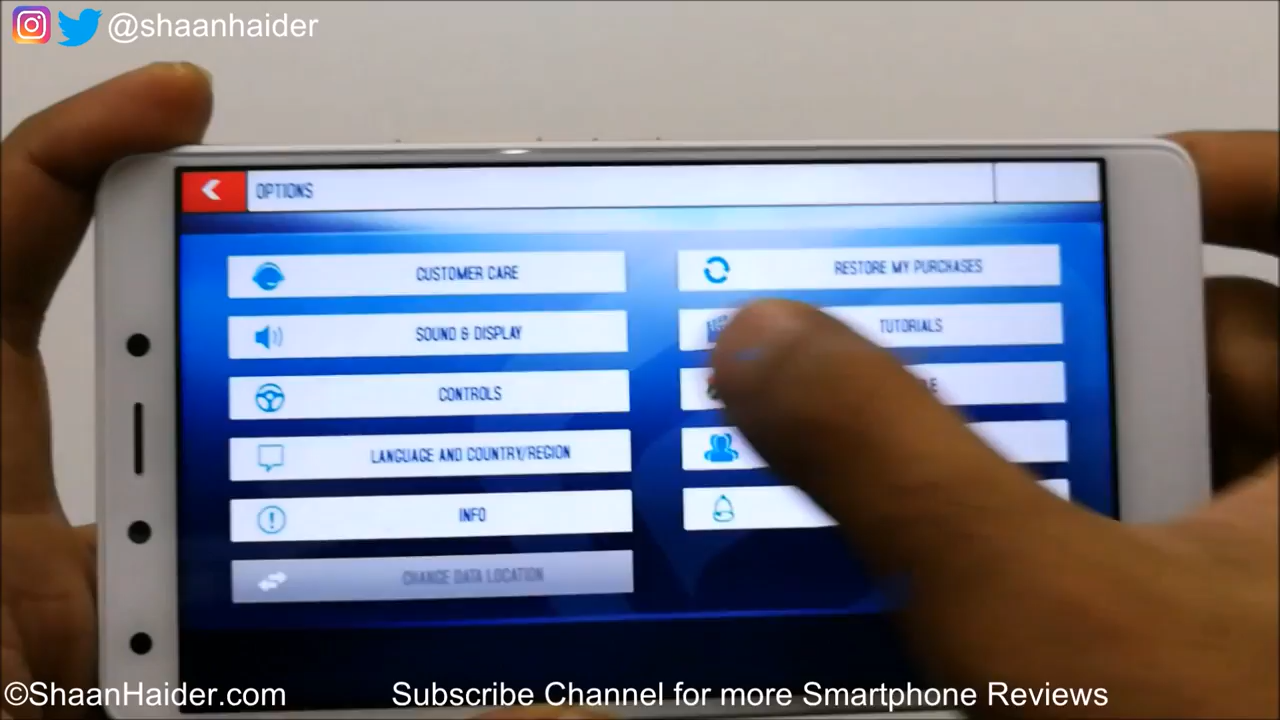 @shaanhaider
OPTIONS
CUSTOMER CARE
RESTORE MY PURCHASES
SOUND & DISPLAY
TUTORIALS
CONTROLS
LANGUAGE AND COUNTRY/REGION
INFO
CHANGE DATA LOCATION
©ShaanHaider.com
Subscribe Channel for more Smartphone Reviews